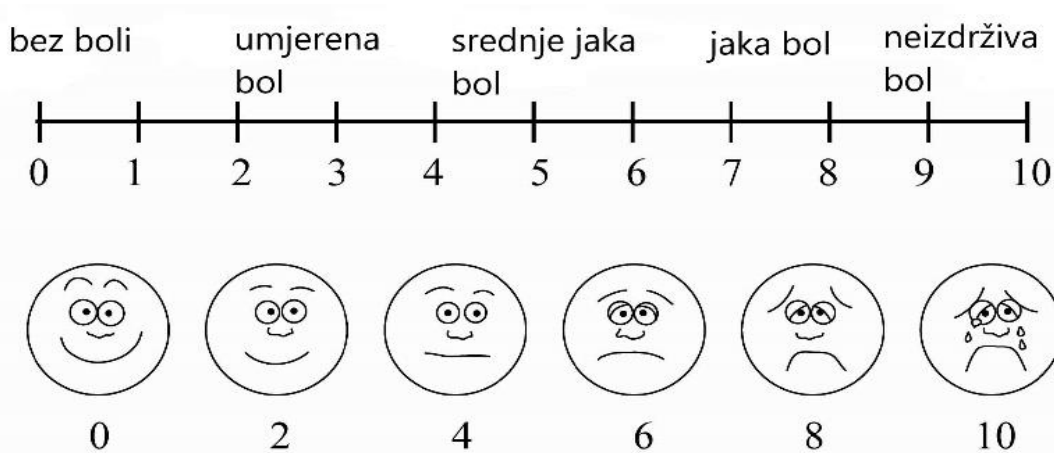 bez boli
umjerena
bol
srednje jaka
bol
jaka bol
neizdrživa
bol
0 1 2 3 4 5 6 7 8 9 10
0 2 4 6 8 10